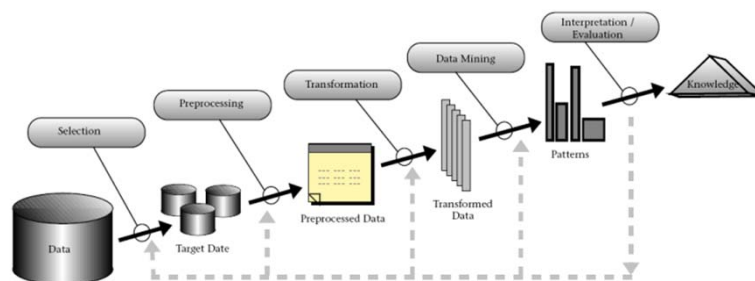 Interpretation /
Evaluation
Data Mining
Transformation
Preprocessing
Selection
Knowledge
Patterns
Transformed
Data
Preprocessed Data
Target Date
Data